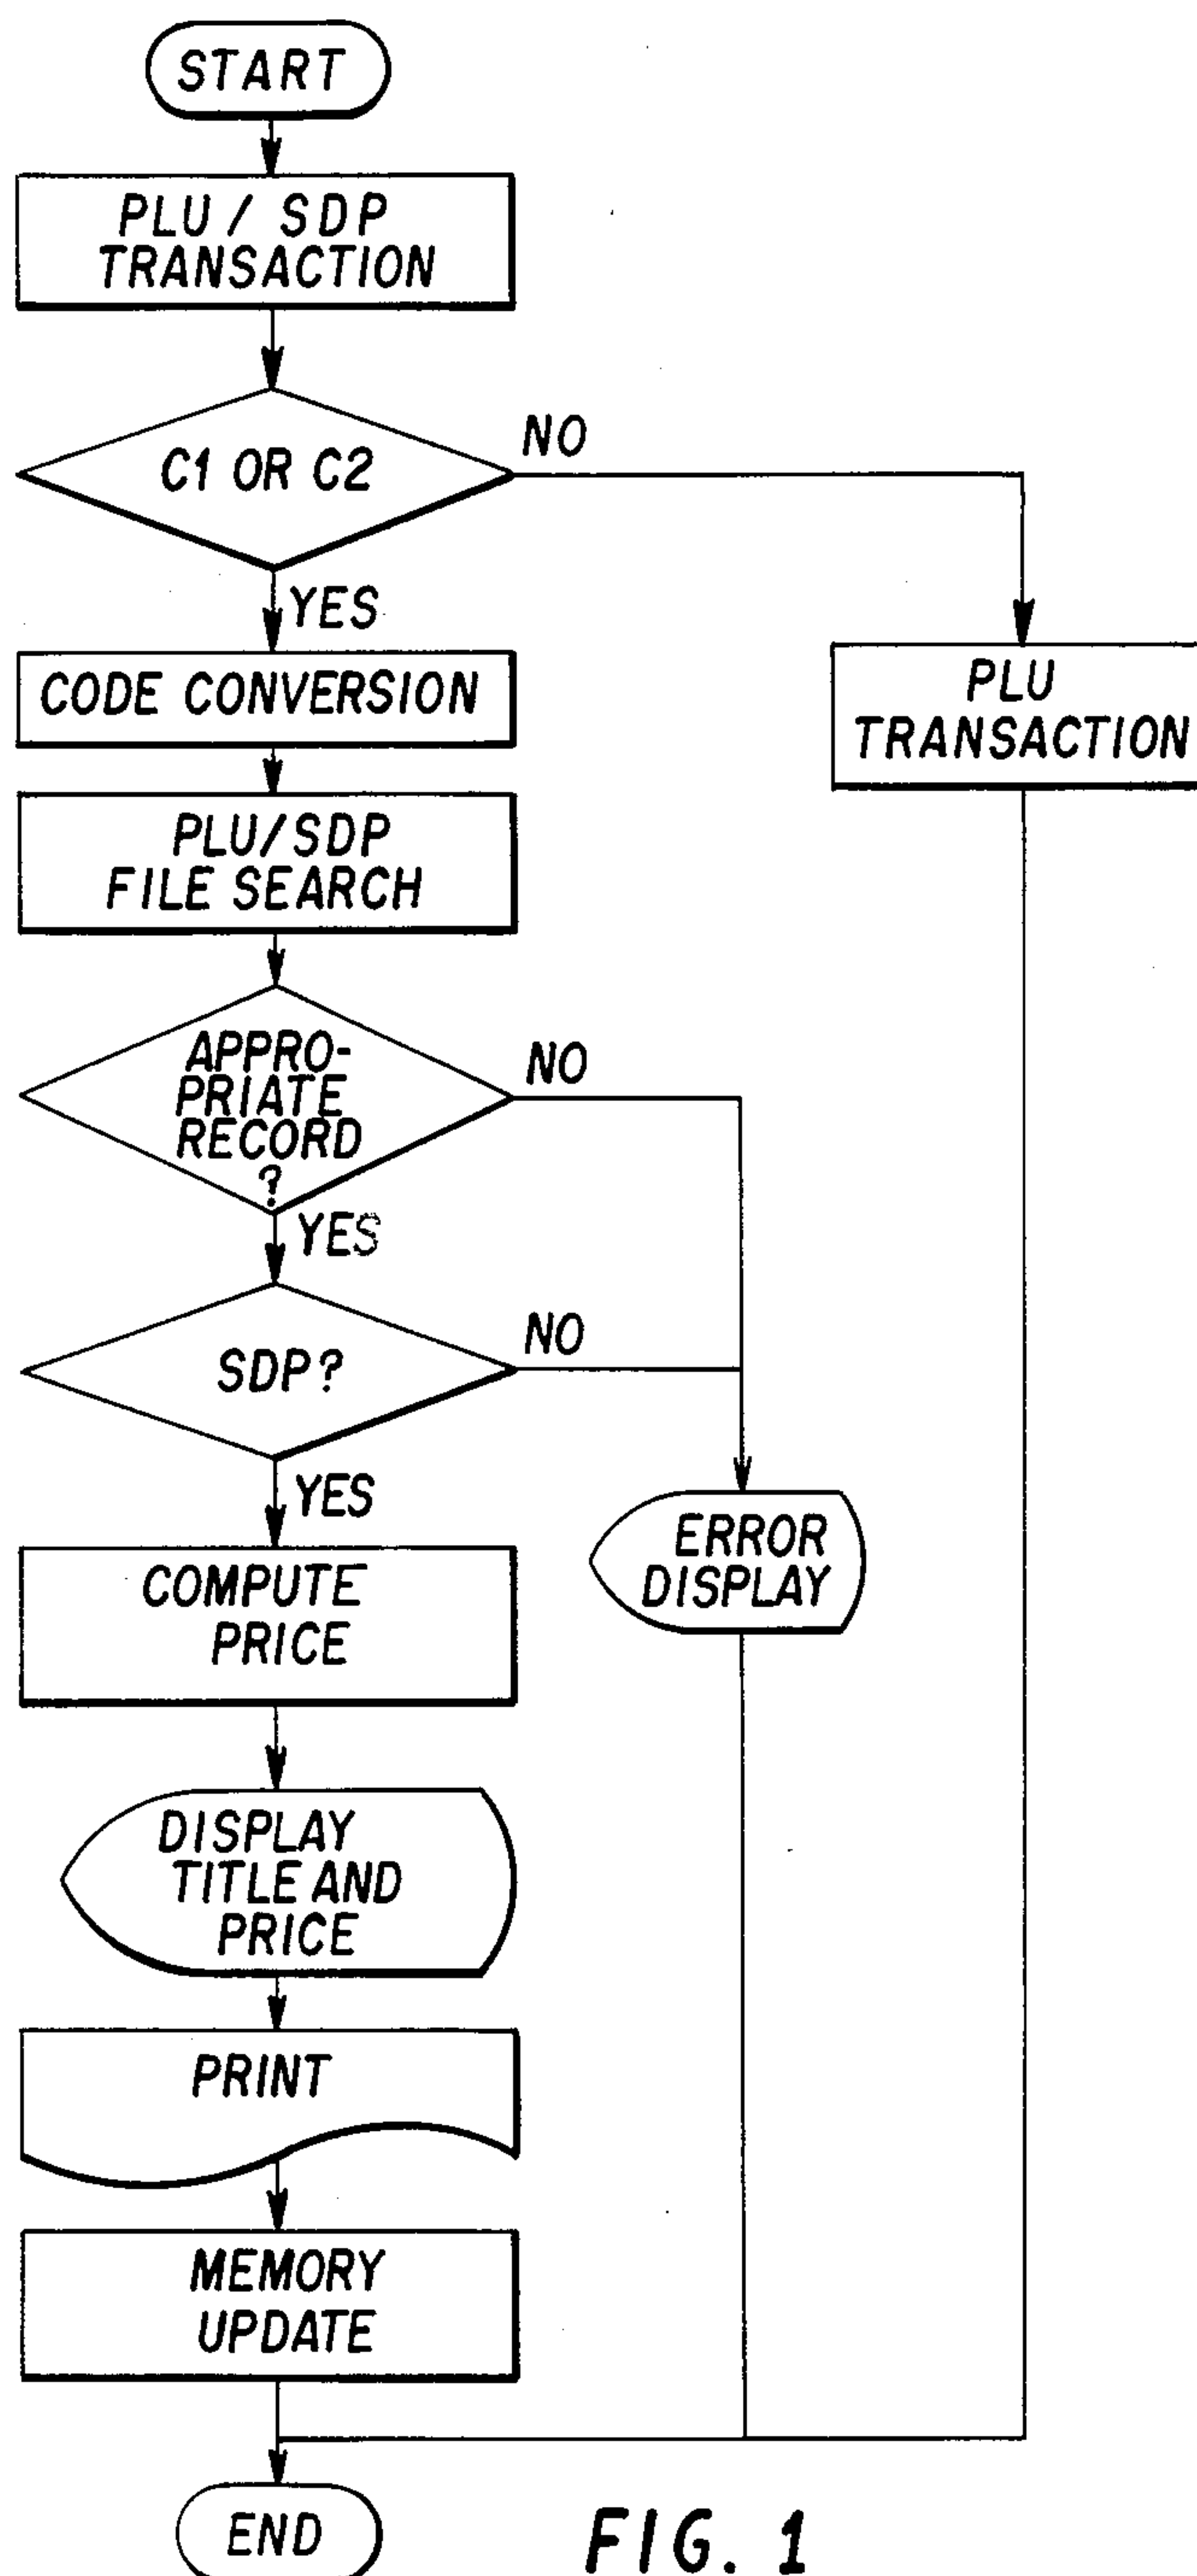 START
PLU / SDP
TRANSACTION
C1 OR C2
NO
YES
CODE CONVERSION
PLU
TRANSACTION
PLU/SDP
FILE SEARCH
APPRO-
PRIATE
RECORD
?
NO
YES
SDP?
NO
YES
COMPUTE
PRICE
ERROR
DISPLAY
DISPLAY
TITLE AND
PRICE
PRINT
MEMORY
UPDATE
END
FIG. 1